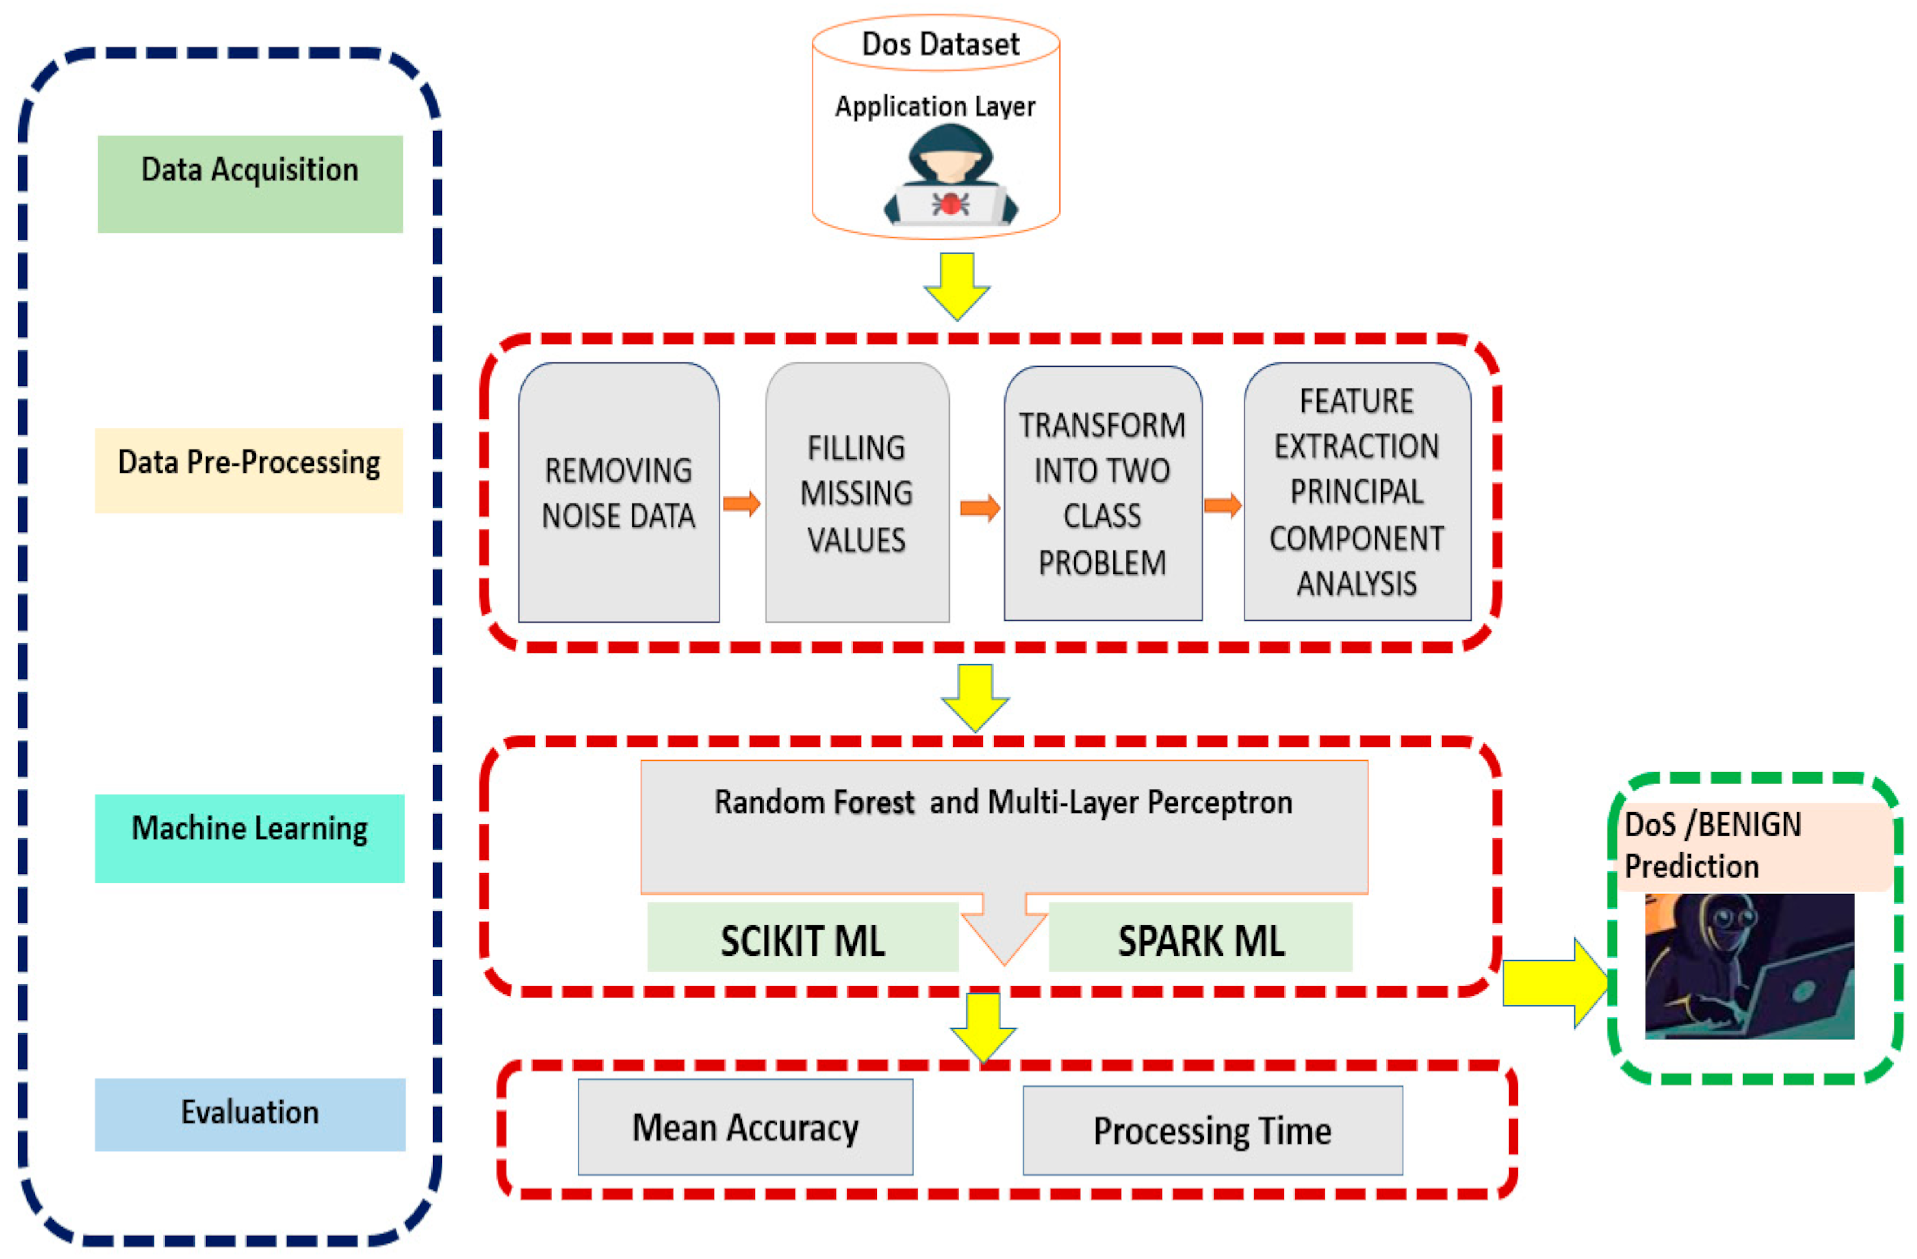 Dos Dataset
Application Layer
Data Acquisition
Data Pre-Processing
REMOVING
NOISE DATA
FILLING
MISSING
VALUES
TRANSFORM
INTO TWO
CLASS
PROBLEM
FEATURE
EXTRACTION
PRINCIPAL
COMPONENT
ANALYSIS
Machine Learning
Random Forest and Multi-Layer Perceptron
SCIKIT ML
SPARK ML
DoS /BENIGN
Prediction
Evaluation
Mean Accuracy
Processing Time